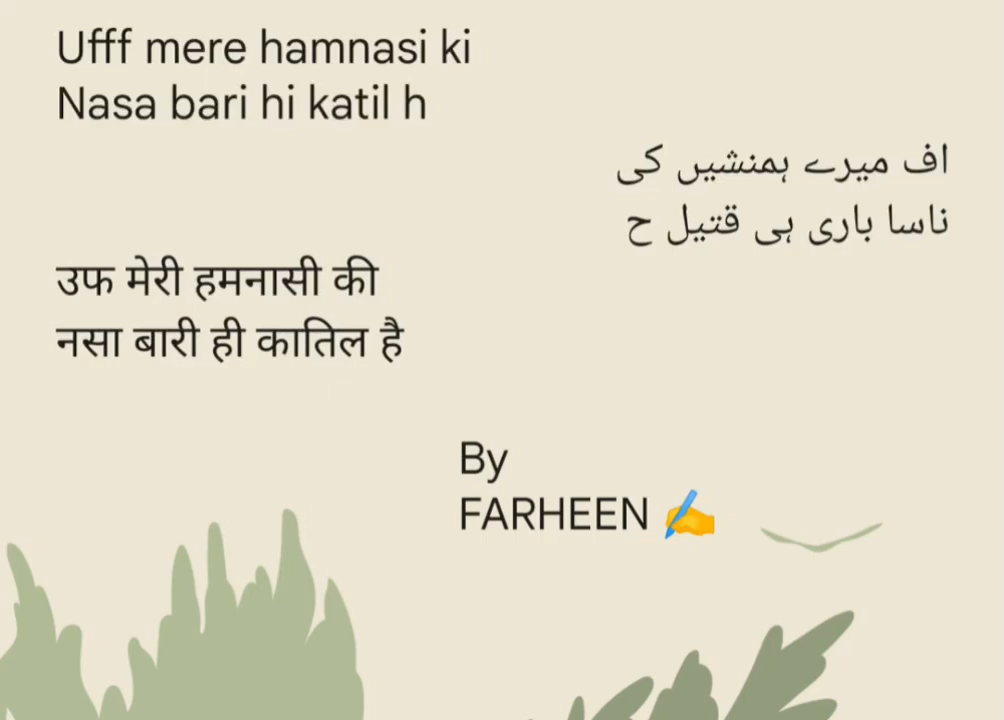 Ufff mere hamnasi ki
Nasa bari hi katil h
اف میرے ہمنشیں کی
ناسا باری ہی قتیل ح
उफ मेरी हमनासी की
नसा बारी ही कातिल है
By
FARHEEN ✍️